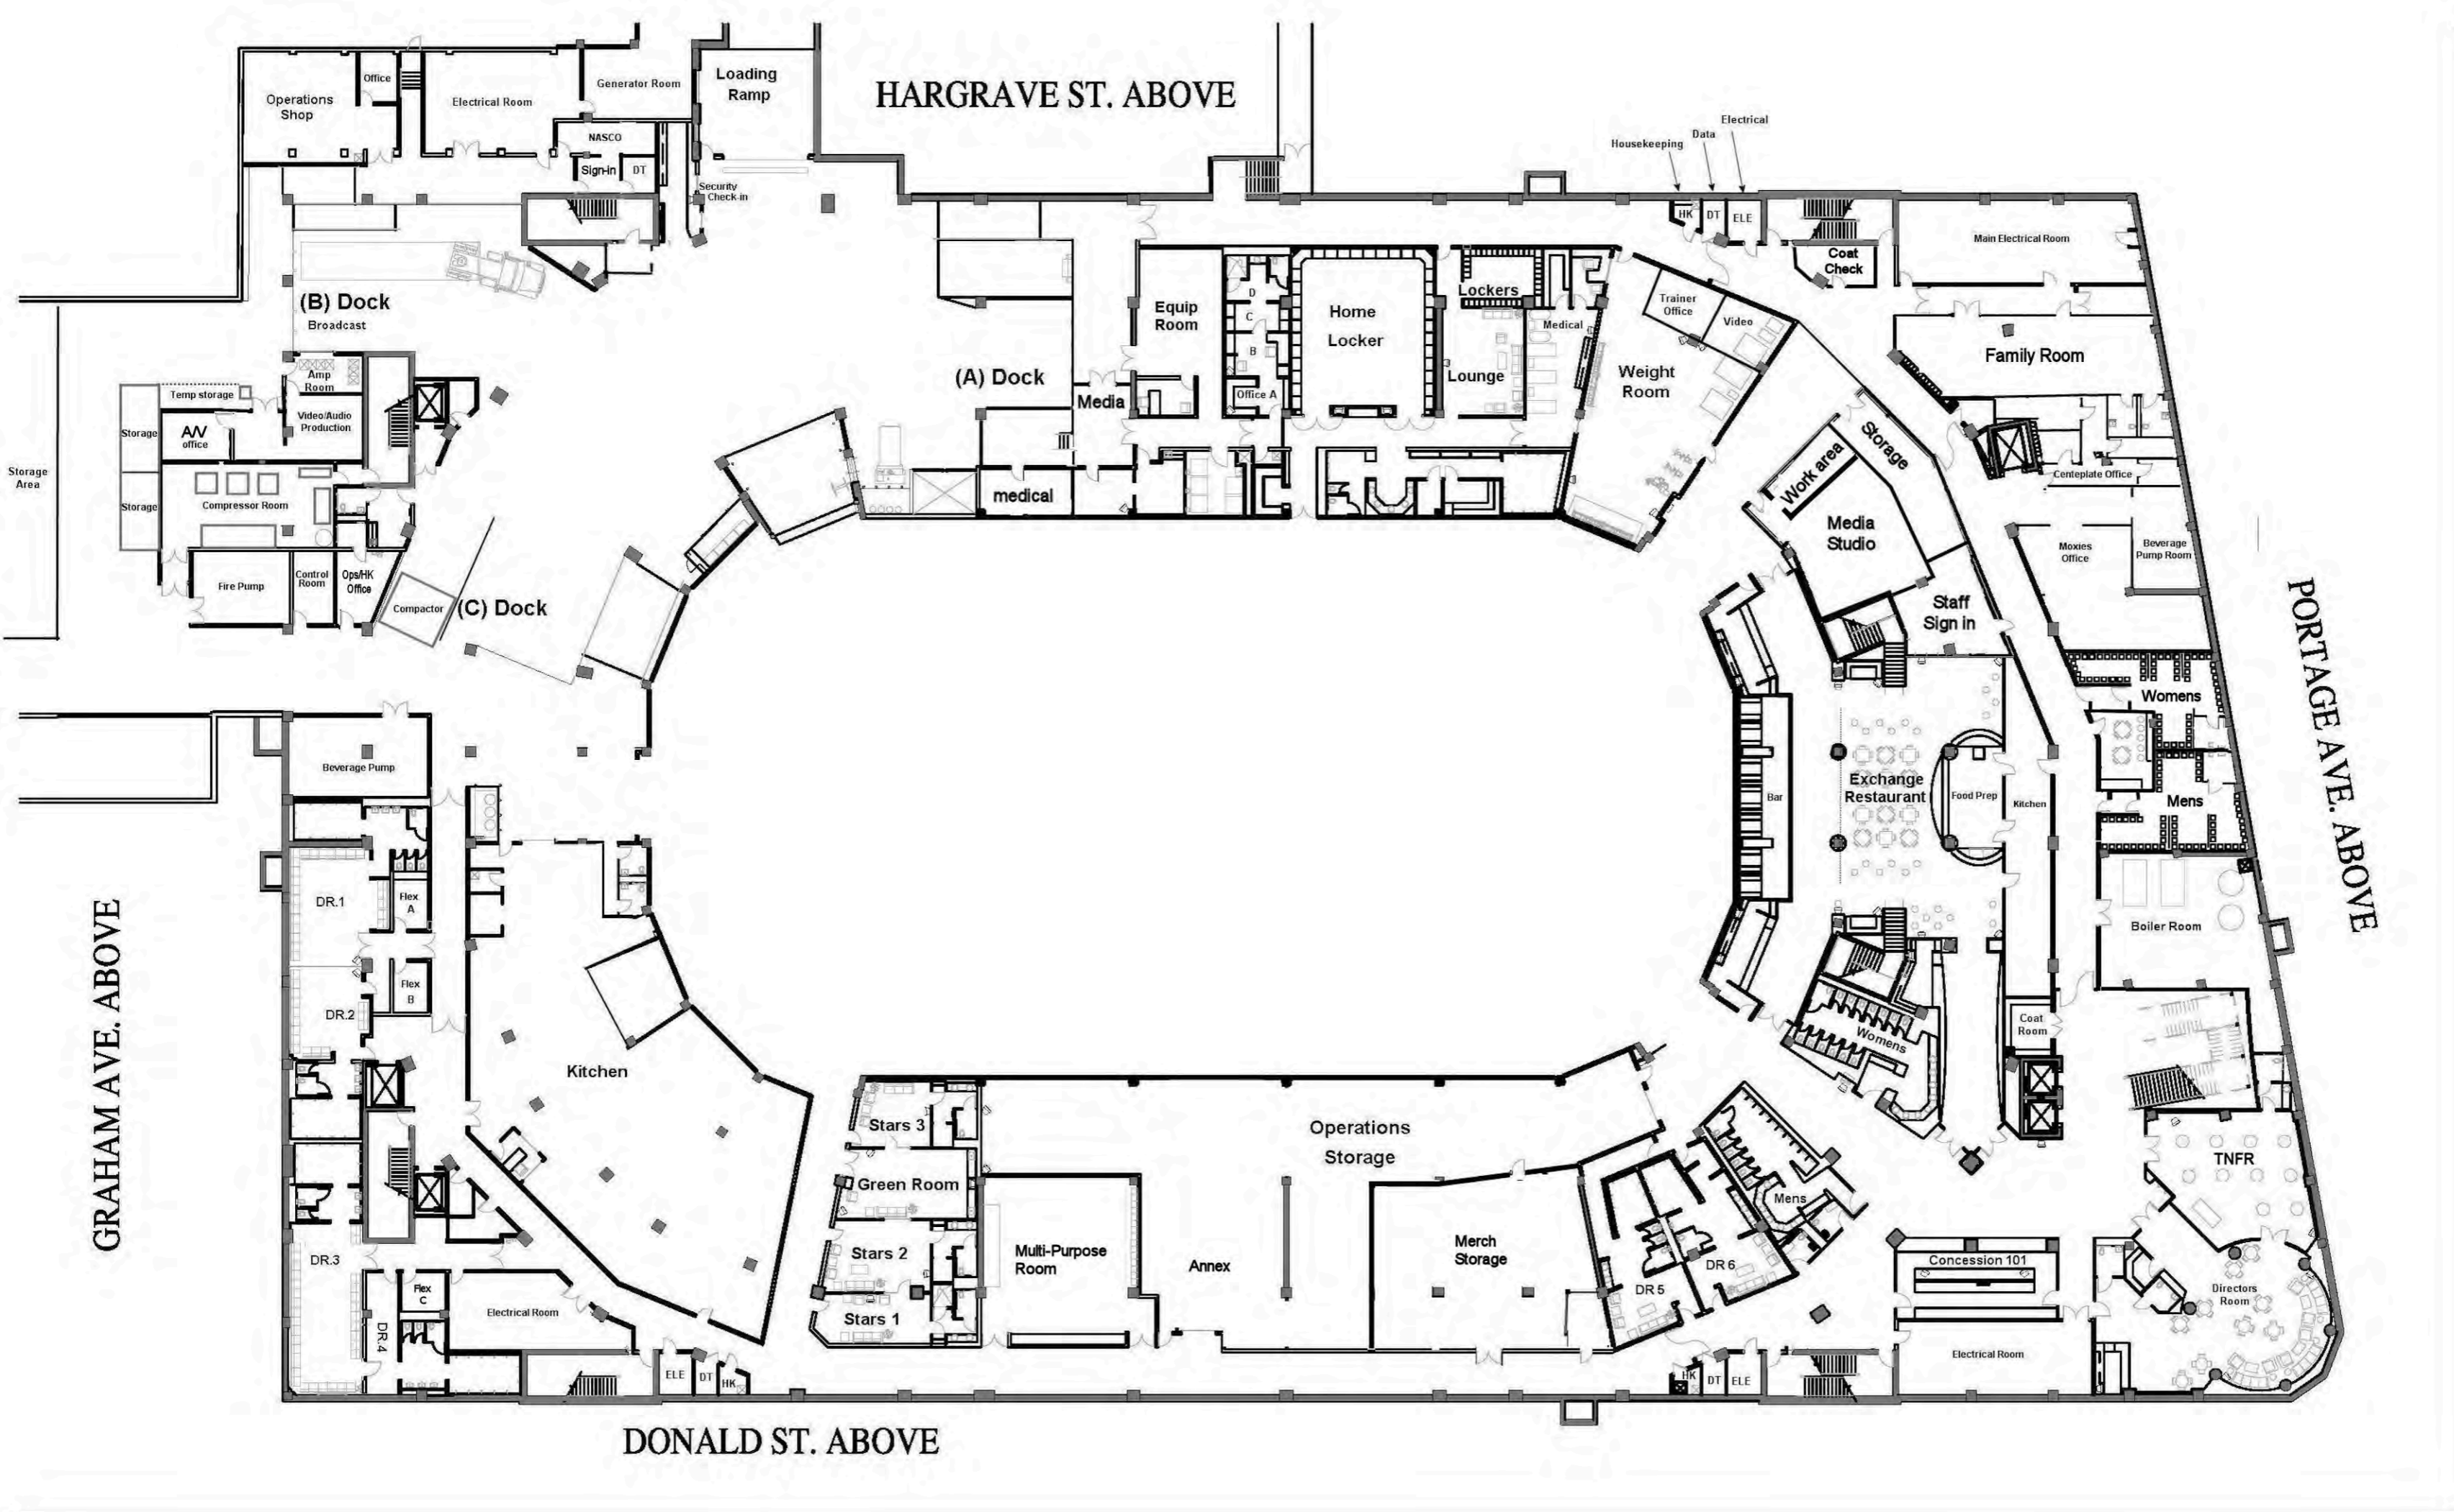 HARGRAVE ST. ABOVE
Loading
Ramp
Generator Room
Office
Operations
Shop
Electrical Room
NASCO
Sign-in
DT
Security
Check-in
Housekeeping
Data
Electrical
HK
DT
ELE
Coat
Check
Main Electrical Room
Family Room
(B) Dock
Broadcast
Amp
Room
Temp storage
Video/Audio
Production
A/V
office
Storage
Storage
Storage
Area
Compressor Room
Fire Pump
Control
Room
Ops/HK
Office
Compactor
(C) Dock
(A) Dock
Media
medical
Equip
Room
D
C
B
Office A
Home
Locker
Lockers
Lounge
Medical
Trainer
Office
Video
Weight
Room
Storage
Work area
Media
Studio
Staff
Sign in
Centeplate Office
Moxies
Office
Beverage
Pump Room
PORTAGE AVE. ABOVE
Womens
Mens
Exchange
Restaurant
Food Prep
Kitchen
Bar
Boiler Room
Coat
Room
Womens
Mens
TNFR
Directors
Room
Concession 101
Electrical Room
Beverage Pump
DR.1
Flex
A
Flex
B
DR.2
Kitchen
GRAHAM AVE. ABOVE
DR.3
DR.4
Flex
C
Electrical Room
ELE
DT
HK
Stars 3
Green Room
Stars 2
Stars 1
Operations
Storage
Multi-Purpose
Room
Annex
Merch
Storage
DR 5
DR 6
HK
DT
ELE
DONALD ST. ABOVE